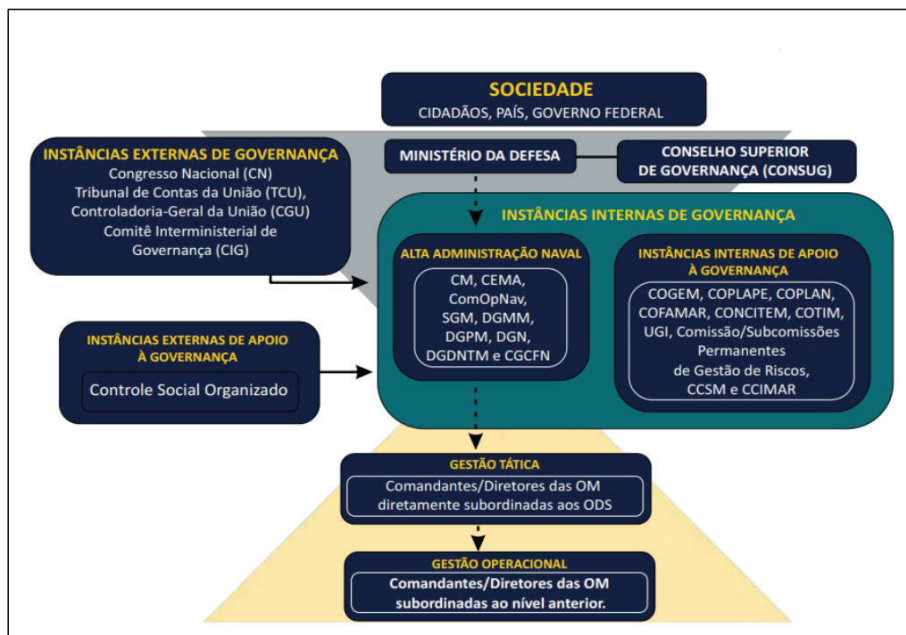 SOCIEDADE
CIDADÃOS, PAÍS, GOVERNO FEDERAL
INSTÂNCIAS EXTERNAS DE GOVERNANÇA
Congresso Nacional (CN)
Tribunal de Contas da União (TCU),
Controladoria-Geral da União (CGU)
Comitê Interministerial de
Governança (CIG)
MINISTÉRIO DA DEFESA
CONSELHO SUPERIOR
DE GOVERNANÇA (CONSUG)
INSTÂNCIAS INTERNAS DE GOVERNANÇA
ALTA ADMINISTRAÇÃO NAVAL
CM, CEMA,
ComOpNav,
SGM, DGMM,
DGPM, DGN,
DGDNTM e CGCFN
INSTÂNCIAS INTERNAS DE APOIO
À GOVERNANÇA
COGEM, COPLAPE, COPLAN,
COFAMAR, CONCITEM, COTIM,
UGI, Comissão/Subcomissões
Permanentes
de Gestão de Riscos,
CCSM e CCIMAR
INSTÂNCIAS EXTERNAS DE APOIO
À GOVERNANÇA
Controle Social Organizado
GESTÃO TÁTICA
Comandantes/Diretores das OM
diretamente subordinadas aos ODS
GESTÃO OPERACIONAL
Comandantes/Diretores das OM
subordinadas ao nível anterior.